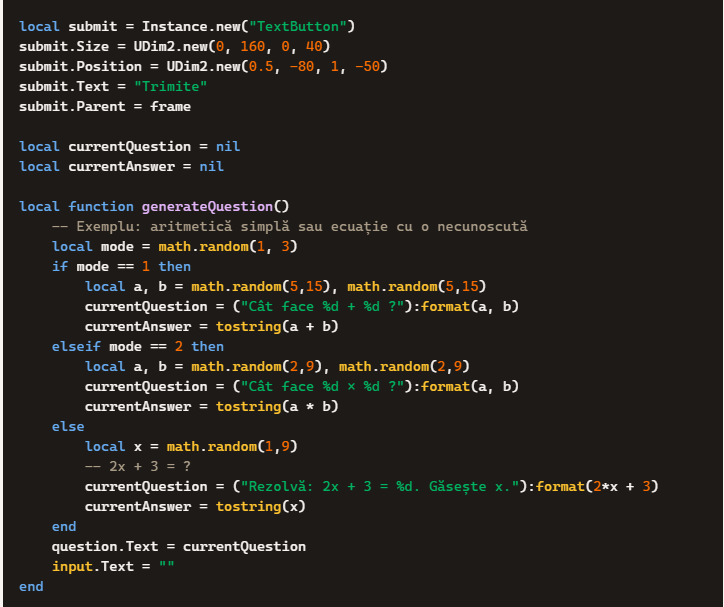 local submit = Instance.new("TextButton")
submit.Size = UDim2.new(0, 160, 0, 40)
submit.Position = UDim2.new(0.5, -80, 1, -50)
submit.Text = "Trimite"
submit.Parent = frame

local currentQuestion = nil
local currentAnswer = nil

local function generateQuestion()
    -- Exemplu: aritmetică simplă sau ecuație cu o necunoscută
    local mode = math.random(1, 3)
    if mode == 1 then
        local a, b = math.random(5,15), math.random(5,15)
        currentQuestion = ("Cât face %d + %d ?"):format(a, b)
        currentAnswer = tostring(a + b)
    elseif mode == 2 then
        local a, b = math.random(2,9), math.random(2,9)
        currentQuestion = ("Cât face %d × %d ?"):format(a, b)
        currentAnswer = tostring(a * b)
    else
        local x = math.random(1,9)
        -- 2x + 3 = ?
        currentQuestion = ("Rezolvă: 2x + 3 = %d. Găsește x."):format(2*x + 3)
        currentAnswer = tostring(x)
    end
    question.Text = currentQuestion
    input.Text = ""
end